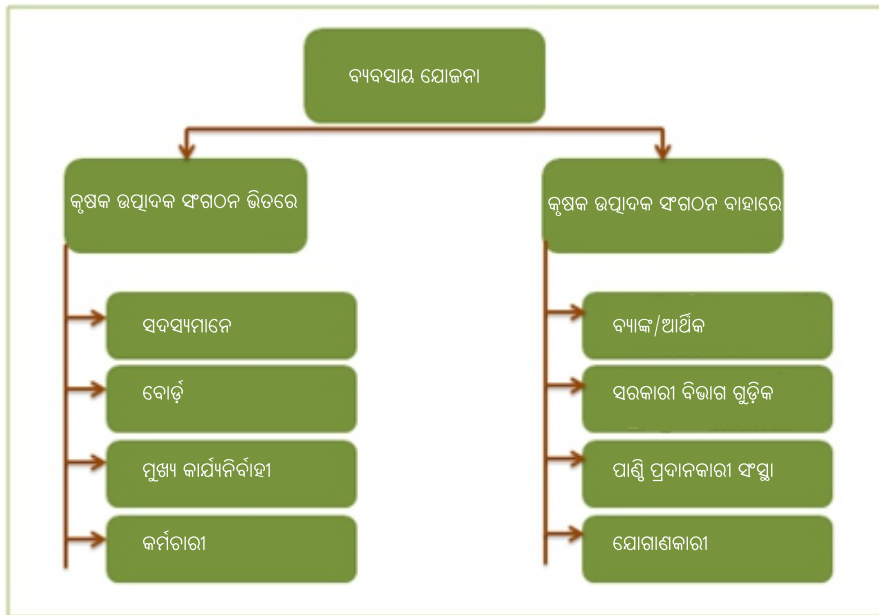 ବ୍ୟବସାୟ ଯୋଜନା
କୃଷକ ଉତ୍ପାଦକ ସଂଗଠନ ଭିତରେ
କୃଷକ ଉତ୍ପାଦକ ସଂଗଠନ ବାହାରେ
ସଦସ୍ୟମାନେ
ବୋର୍ଡ଼
ମୁଖ୍ୟ କାର୍ଯ୍ୟନିର୍ବାହୀ
କର୍ମଚାରୀ
ବ୍ୟାଙ୍କ/ଆର୍ଥିକ
ସରକାରୀ ବିଭାଗ ଗୁଡ଼ିକ
ପାଣ୍ଠି ପ୍ରଦାନକାରୀ ସଂସ୍ଥା
ଯୋଗାଣକାରୀ